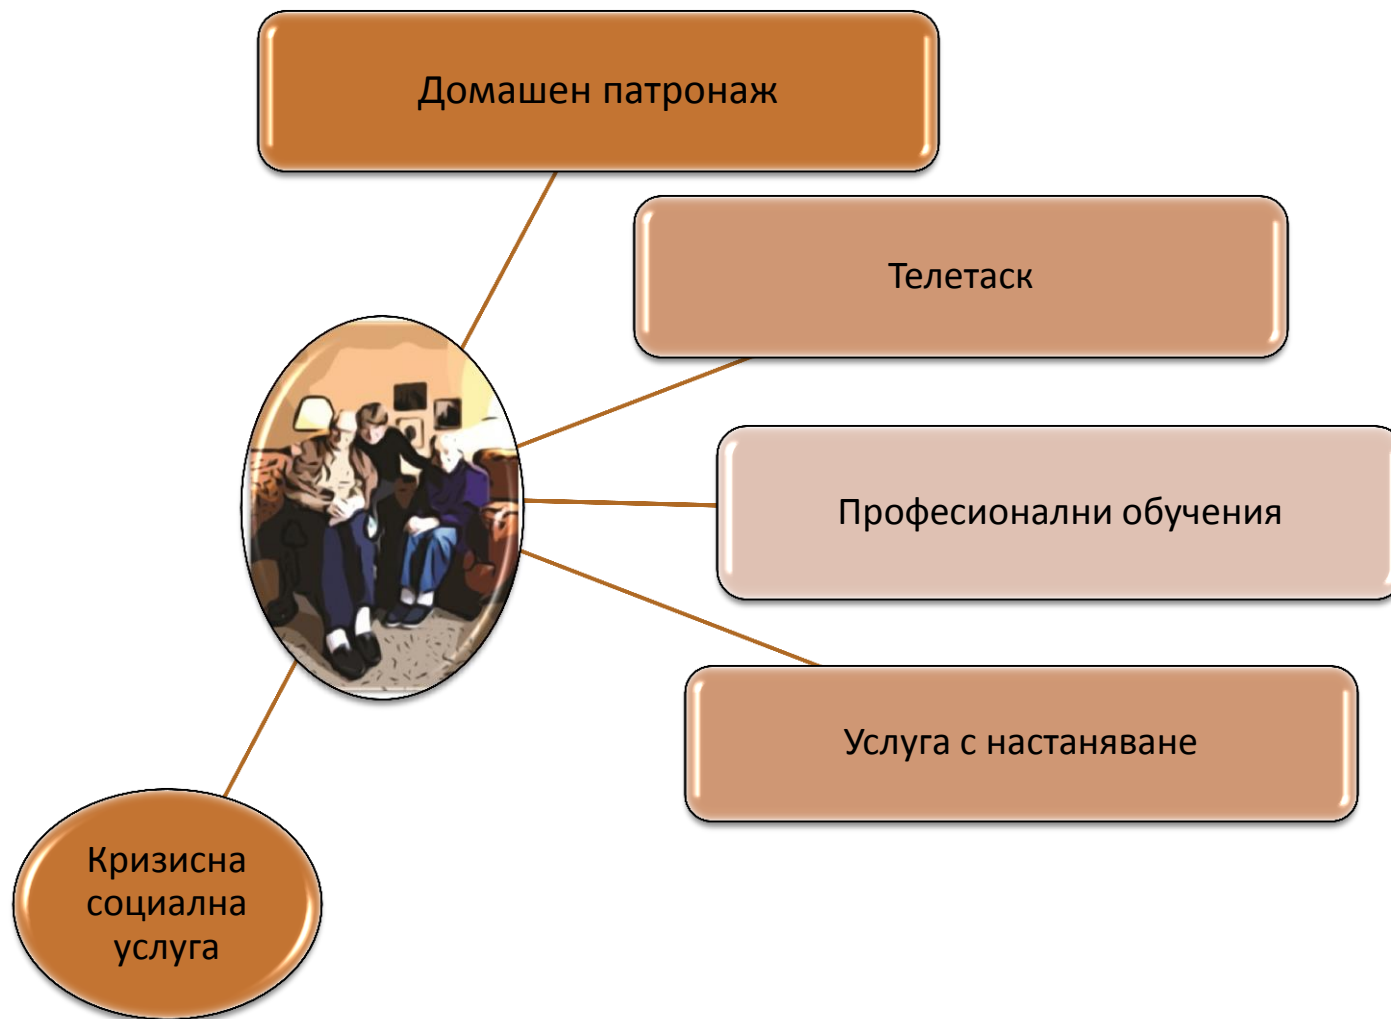 Домашен патронаж
Телетаск
Професионални обучения
Услуга с настаняване
Кризисна
социална
услуга